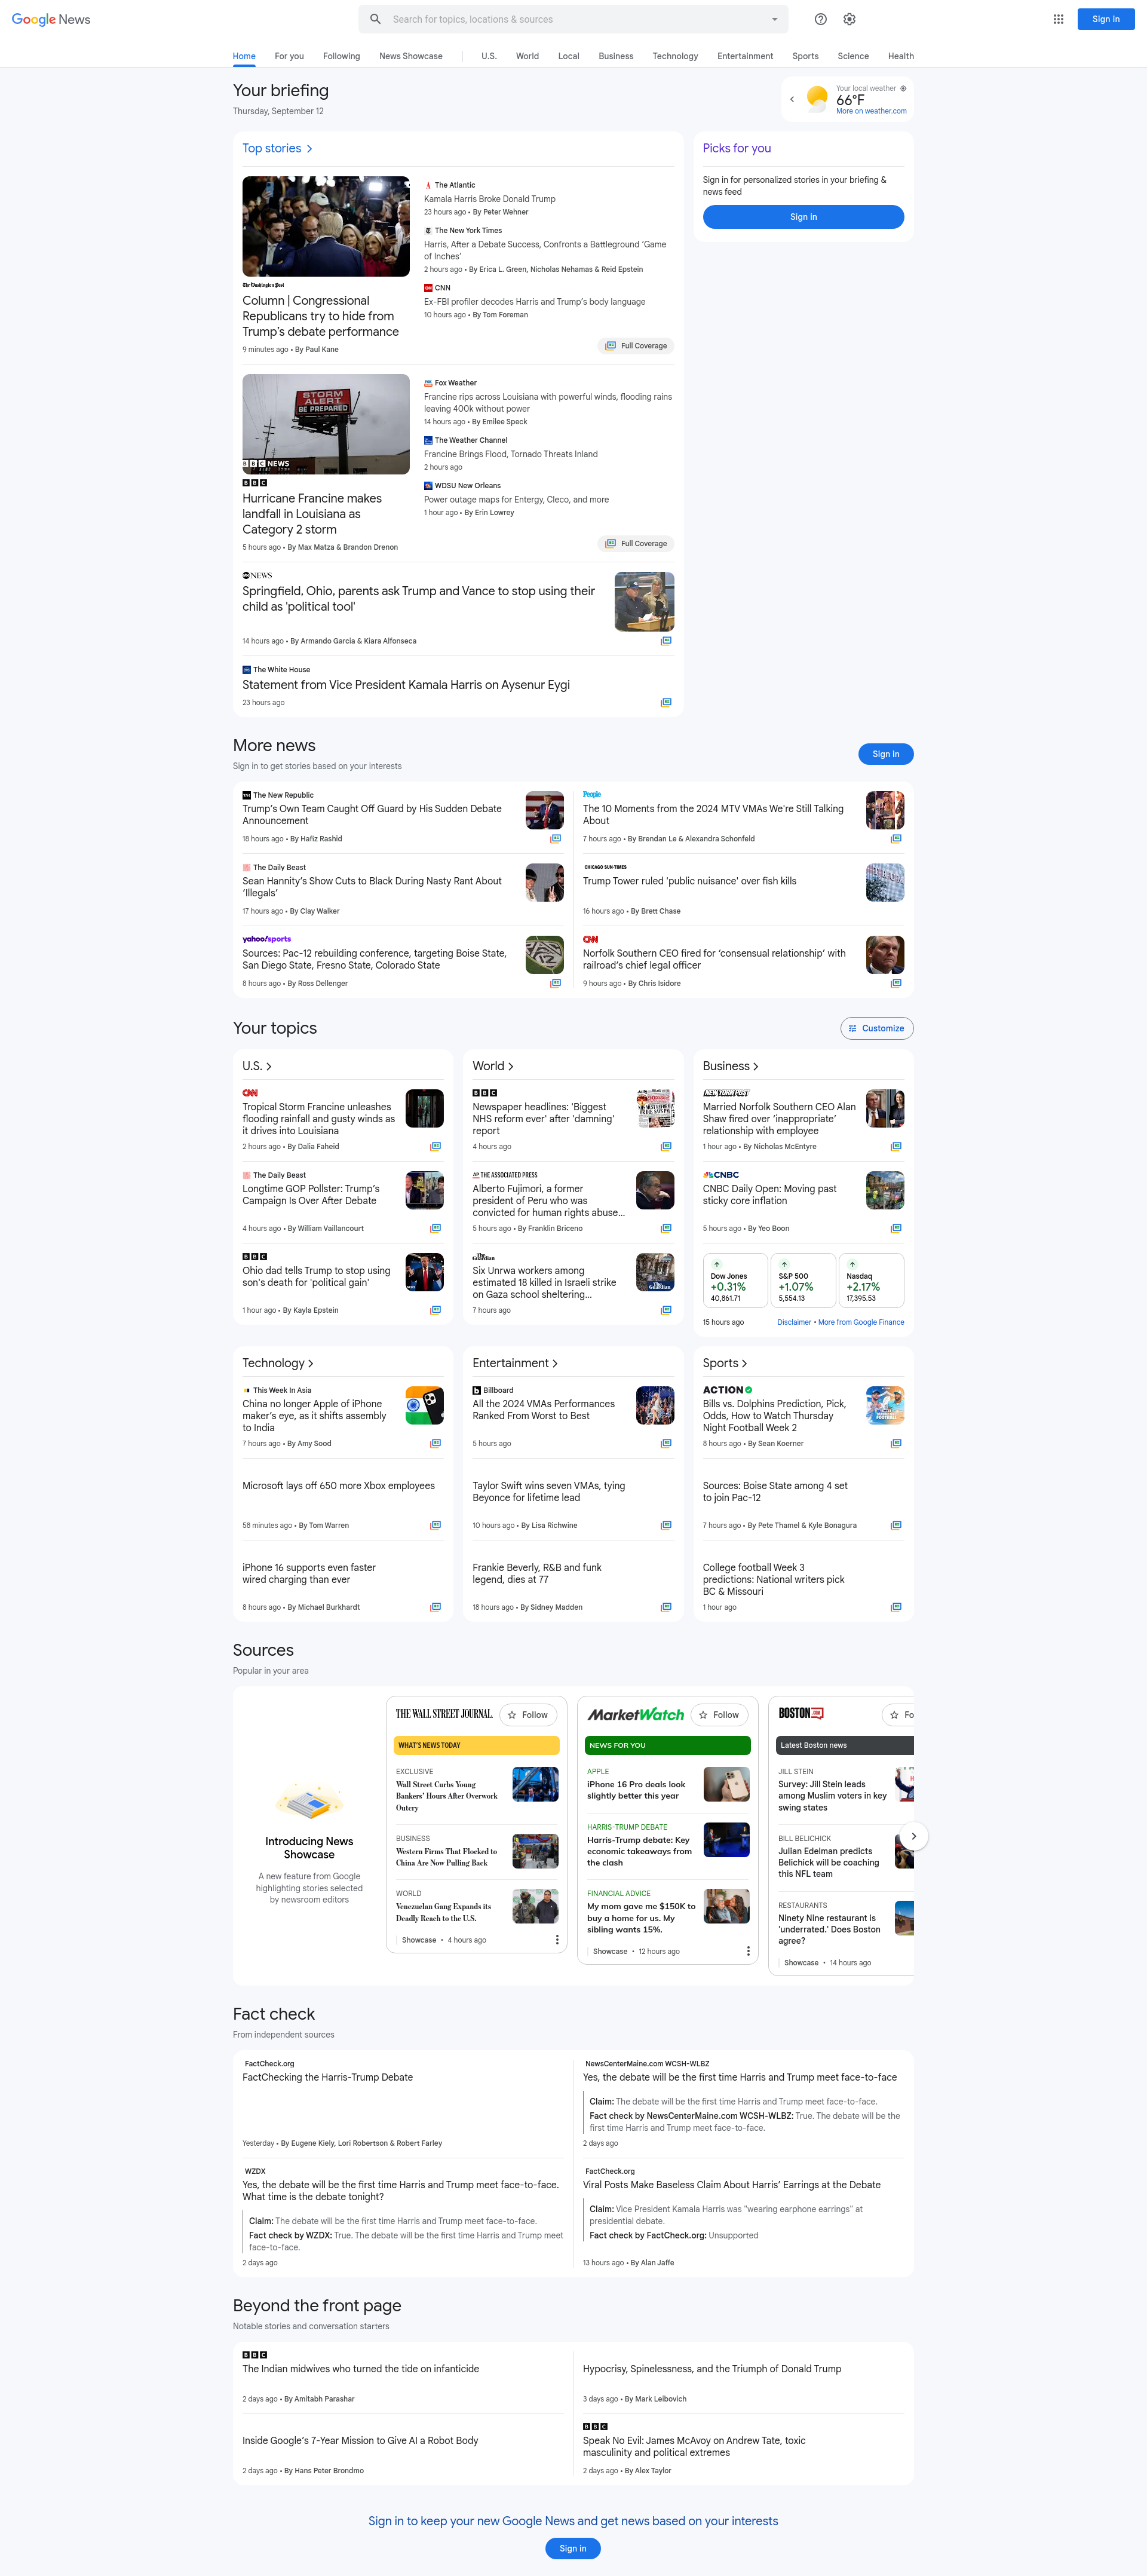 Google News
Search for topics, locations & sources
Sign in
Home
For you
Following
News Showcase
U.S.
World
Local
Business
Technology
Entertainment
Sports
Science
Health
Your briefing
Thursday, September 12
Your local weather
66°F
More on weather.com
Top stories
The Washington Post
Column | Congressional
Republicans try to hide from
Trump's debate performance
9 minutes ago • By Paul Kane
The Atlantic
Kamala Harris Broke Donald Trump
23 hours ago • By Peter Wehner
The New York Times
Harris, After a Debate Success, Confronts a Battleground 'Game
of Inches'
2 hours ago • By Erica L. Green, Nicholas Nehamas & Reid Epstein
CNN
Ex-FBI profiler decodes Harris and Trump's body language
10 hours ago • By Tom Foreman
Full Coverage
STORM
ALERT
BE PREPARED
BBC NEWS
BBC
Hurricane Francine makes
landfall in Louisiana as
Category 2 storm
5 hours ago • By Max Matza & Brandon Drenon
Fox Weather
Francine rips across Louisiana with powerful winds, flooding rains
leaving 400k without power
14 hours ago • By Emilee Speck
The Weather Channel
Francine Brings Flood, Tornado Threats Inland
2 hours ago
WDSU New Orleans
Power outage maps for Entergy, Cleco, and more
1 hour ago • By Erin Lowrey
Full Coverage
abc NEWS
Springfield, Ohio, parents ask Trump and Vance to stop using their
child as 'political tool'
14 hours ago • By Armando Garcia & Kiara Alfonseca
The White House
Statement from Vice President Kamala Harris on Aysenur Eygi
23 hours ago
Picks for you
Sign in for personalized stories in your briefing &
news feed
Sign in
More news
Sign in to get stories based on your interests
Sign in
The New Republic
Trump's Own Team Caught Off Guard by His Sudden Debate
Announcement
18 hours ago • By Hafiz Rashid
The Daily Beast
Sean Hannity's Show Cuts to Black During Nasty Rant About
'Illegals'
17 hours ago • By Clay Walker
yahoo!sports
Sources: Pac-12 rebuilding conference, targeting Boise State,
San Diego State, Fresno State, Colorado State
8 hours ago • By Ross Dellenger
People
The 10 Moments from the 2024 MTV VMAs We're Still Talking
About
7 hours ago • By Brendan Le & Alexandra Schonfeld
CHICAGO SUN-TIMES
Trump Tower ruled 'public nuisance' over fish kills
16 hours ago • By Brett Chase
CNN
Norfolk Southern CEO fired for 'consensual relationship' with
railroad's chief legal officer
9 hours ago • By Chris Isidore
Your topics
Customize
U.S.
CNN
Tropical Storm Francine unleashes
flooding rainfall and gusty winds as
it drives into Louisiana
2 hours ago • By Dalia Faheid
The Daily Beast
Longtime GOP Pollster: Trump's
Campaign Is Over After Debate
4 hours ago • By William Vaillancourt
BBC
Ohio dad tells Trump to stop using
son's death for 'political gain'
1 hour ago • By Kayla Epstein
World
BBC
Newspaper headlines: 'Biggest
NHS reform ever' after 'damning'
report
4 hours ago
AP THE ASSOCIATED PRESS
Alberto Fujimori, a former
president of Peru who was
convicted for human rights abuse...
5 hours ago • By Franklin Briceno
The Guardian
Six Unrwa workers among
estimated 18 killed in Israeli strike
on Gaza school sheltering...
7 hours ago
Business
NEW YORK POST
Married Norfolk Southern CEO Alan
Shaw fired over 'inappropriate'
relationship with employee
1 hour ago • By Nicholas McEntyre
CNBC
CNBC Daily Open: Moving past
sticky core inflation
5 hours ago • By Yeo Boon
Dow Jones
+0.31%
40,861.71
S&P 500
+1.07%
5,554.13
Nasdaq
+2.17%
17,395.53
15 hours ago
Disclaimer • More from Google Finance
Technology
This Week In Asia
China no longer Apple of iPhone
maker's eye, as it shifts assembly
to India
7 hours ago • By Amy Sood
Microsoft lays off 650 more Xbox employees
58 minutes ago • By Tom Warren
iPhone 16 supports even faster
wired charging than ever
8 hours ago • By Michael Burkhardt
Entertainment
Billboard
All the 2024 VMAs Performances
Ranked From Worst to Best
5 hours ago
Taylor Swift wins seven VMAs, tying
Beyonce for lifetime lead
10 hours ago • By Lisa Richwine
Frankie Beverly, R&B and funk
legend, dies at 77
18 hours ago • By Sidney Madden
Sports
ACTION
Bills vs. Dolphins Prediction, Pick,
Odds, How to Watch Thursday
Night Football Week 2
8 hours ago • By Sean Koerner
Sources: Boise State among 4 set
to join Pac-12
7 hours ago • By Pete Thamel & Kyle Bonagura
College football Week 3
predictions: National writers pick
BC & Missouri
1 hour ago
Sources
Popular in your area
Introducing News
Showcase
A new feature from Google
highlighting stories selected
by newsroom editors
THE WALL STREET JOURNAL.
Follow
WHAT'S NEWS TODAY
EXCLUSIVE
Wall Street Curbs Young
Bankers' Hours After Overwork
Outcry
BUSINESS
Western Firms That Flocked to
China Are Now Pulling Back
WORLD
Venezuelan Gang Expands its
Deadly Reach to the U.S.
Showcase • 4 hours ago
MarketWatch
Follow
NEWS FOR YOU
APPLE
iPhone 16 Pro deals look
slightly better this year
HARRIS-TRUMP DEBATE
Harris-Trump debate: Key
economic takeaways from
the clash
FINANCIAL ADVICE
My mom gave me $150K to
buy a home for us. My
sibling wants 15%.
Showcase • 12 hours ago
BOSTON.COM
Fo
Latest Boston news
JILL STEIN
Survey: Jill Stein leads
among Muslim voters in key
swing states
BILL BELICHICK
Julian Edelman predicts
Belichick will be coaching
this NFL team
RESTAURANTS
Ninety Nine restaurant is
'underrated.' Does Boston
agree?
Showcase • 14 hours ago
Fact check
From independent sources
FactCheck.org
FactChecking the Harris-Trump Debate
Yesterday • By Eugene Kiely, Lori Robertson & Robert Farley
WZDX
Yes, the debate will be the first time Harris and Trump meet face-to-face.
What time is the debate tonight?
Claim: The debate will be the first time Harris and Trump meet face-to-face.
Fact check by WZDX: True. The debate will be the first time Harris and Trump meet
face-to-face.
2 days ago
NewsCenterMaine.com WCSH-WLBZ
Yes, the debate will be the first time Harris and Trump meet face-to-face
Claim: The debate will be the first time Harris and Trump meet face-to-face.
Fact check by NewsCenterMaine.com WCSH-WLBZ: True. The debate will be the
first time Harris and Trump meet face-to-face.
2 days ago
FactCheck.org
Viral Posts Make Baseless Claim About Harris' Earrings at the Debate
Claim: Vice President Kamala Harris was "wearing earphone earrings" at
presidential debate.
Fact check by FactCheck.org: Unsupported
13 hours ago • By Alan Jaffe
Beyond the front page
Notable stories and conversation starters
BBC
The Indian midwives who turned the tide on infanticide
2 days ago • By Amitabh Parashar
Inside Google's 7-Year Mission to Give AI a Robot Body
2 days ago • By Hans Peter Brondmo
Hypocrisy, Spinelessness, and the Triumph of Donald Trump
3 days ago • By Mark Leibovich
BBC
Speak No Evil: James McAvoy on Andrew Tate, toxic
masculinity and political extremes
2 days ago • By Alex Taylor
Sign in to keep your new Google News and get news based on your interests
Sign in